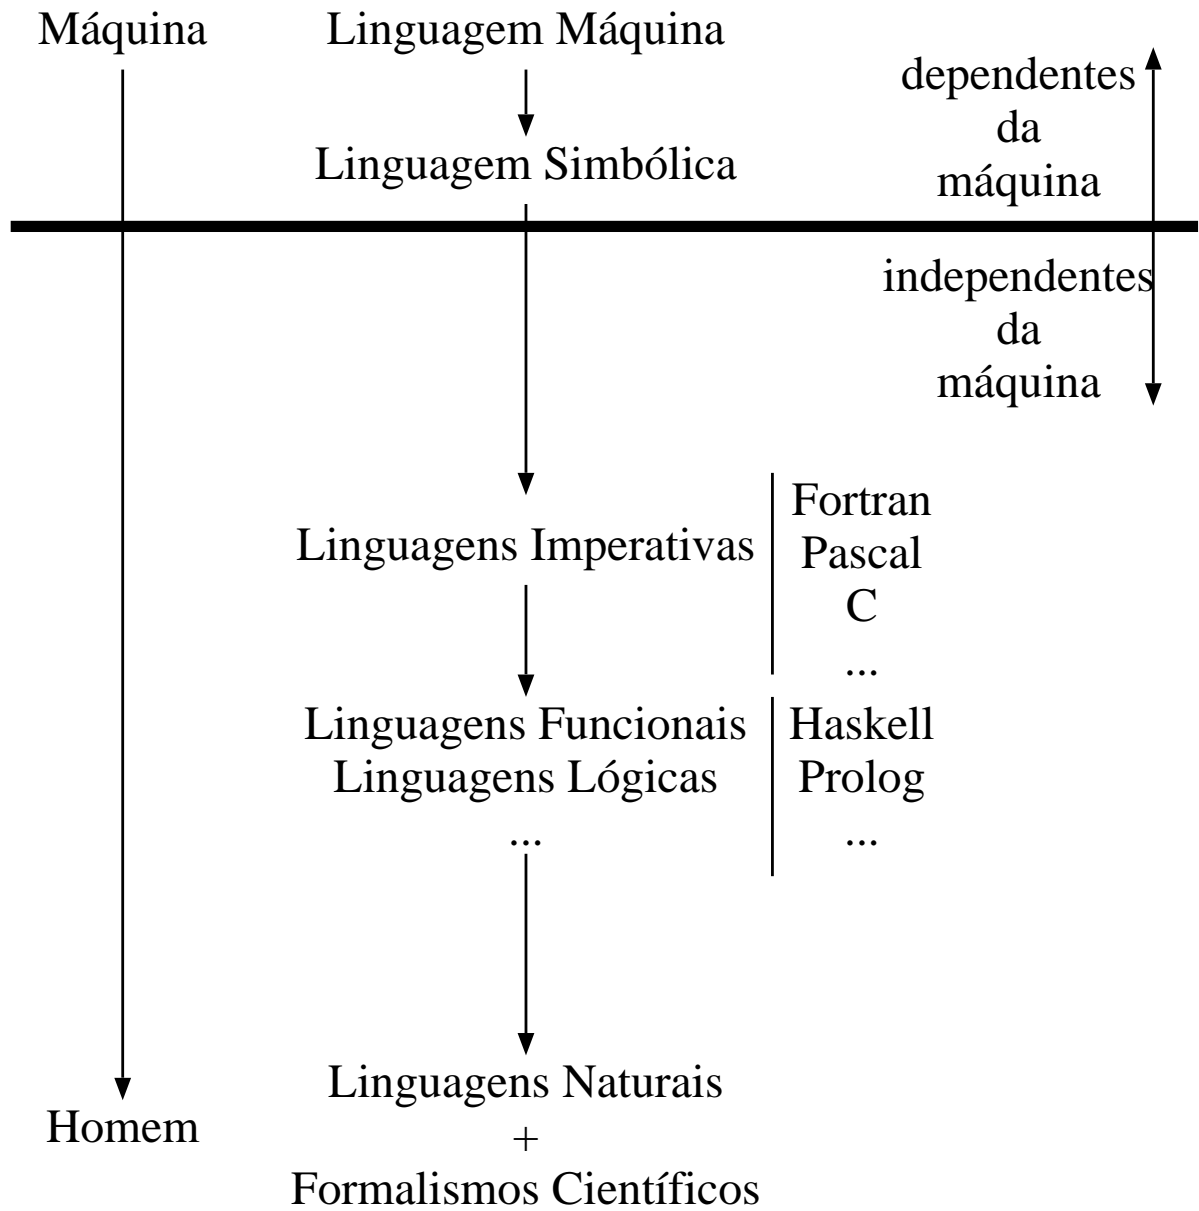 Máquina
Linguagem Máquina
dependentes
da
máquina
Linguagem Simbólica
independentes
da
máquina
Linguagens Imperativas
Fortran
Pascal
C
...
Linguagens Funcionais
Linguagens Lógicas
...
Haskell
Prolog
...
Homem
Linguagens Naturais
+
Formalismos Científicos